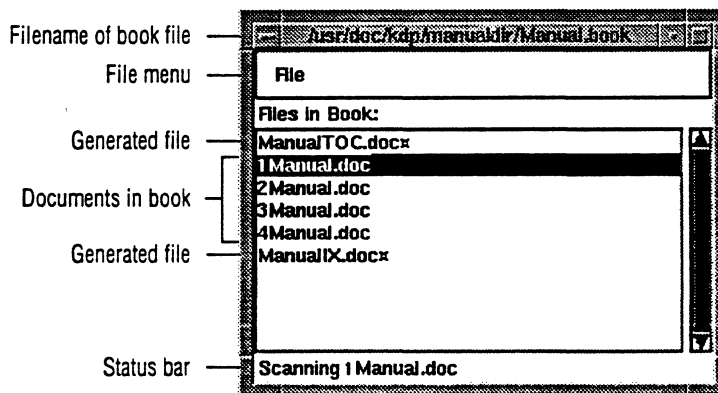 Filename of book file
/usr/doc/kdp/manualdir/Manual.book
File menu
File
Files in Book:
Generated file
ManualTOC.doc¤
1Manual.doc
Documents in book
2Manual.doc
3Manual.doc
4Manual.doc
Generated file
ManualIX.doc¤
Status bar
Scanning 1Manual.doc